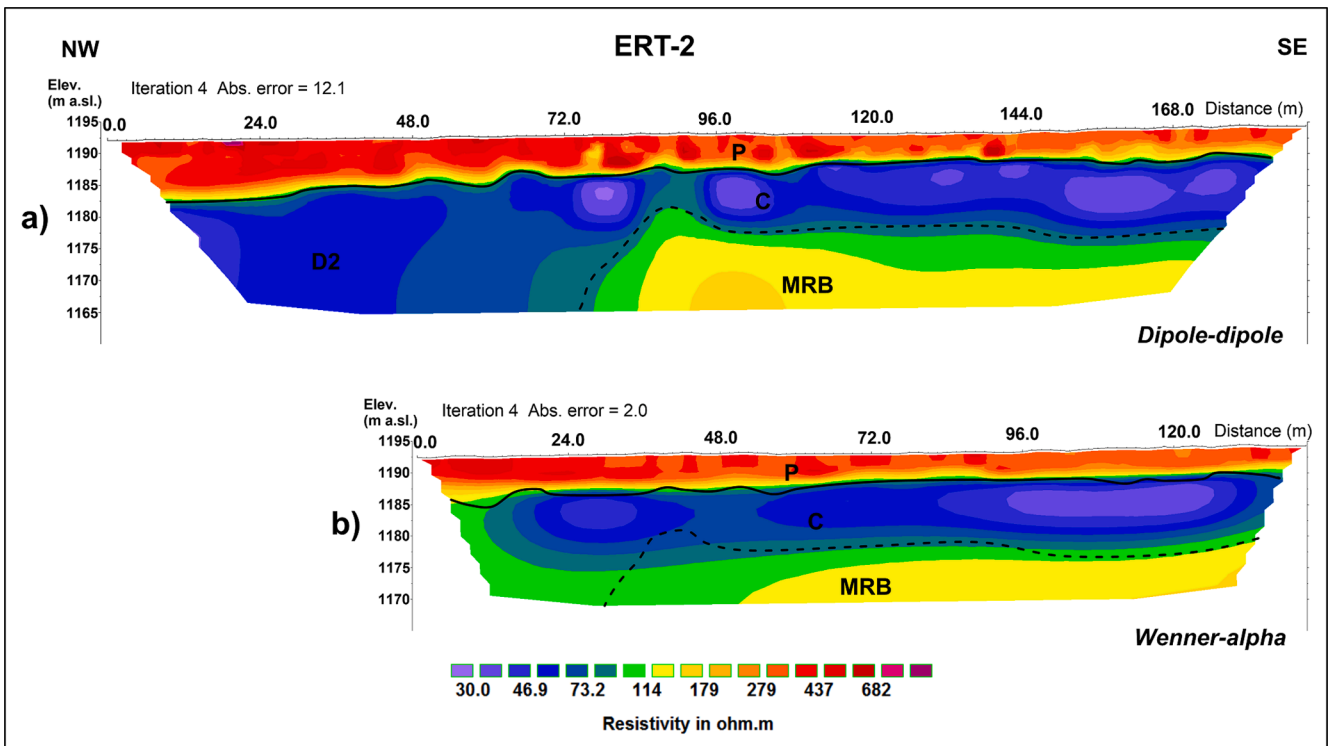 NW ERT-2 SE
Elev.
(m a.sl.)
Iteration 4 Abs. error = 12.1
1195 0.0 24.0 48.0 72.0 96.0 120.0 144.0 168.0 Distance (m)
1190 P
1185
a) 1180 C
1175 D2
1170 MRB
1165
Dipole-dipole
Elev.
(m a.sl.)
Iteration 4 Abs. error = 2.0
1195 0.0 24.0 48.0 72.0 96.0 120.0 Distance (m)
1190 P
1185
b) C
1180
1175
1170 MRB
Wenner-alpha
30.0 46.9 73.2 114 179 279 437 682
Resistivity in ohm.m